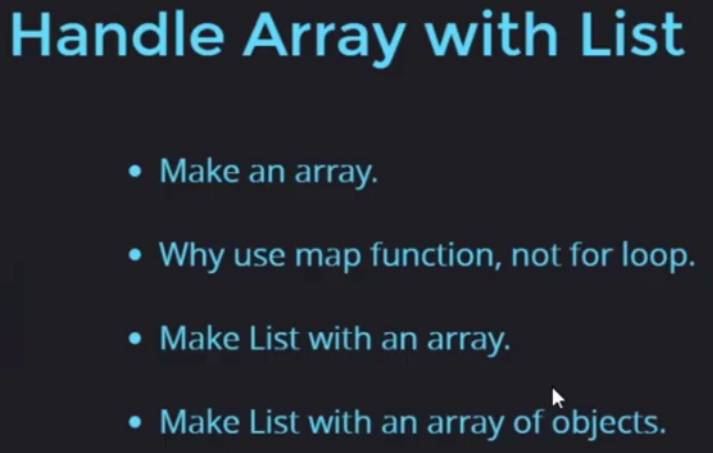 Handle Array with List
• Make an array.
• Why use map function, not for loop.
• Make List with an array.
• Make List with an array of objects.